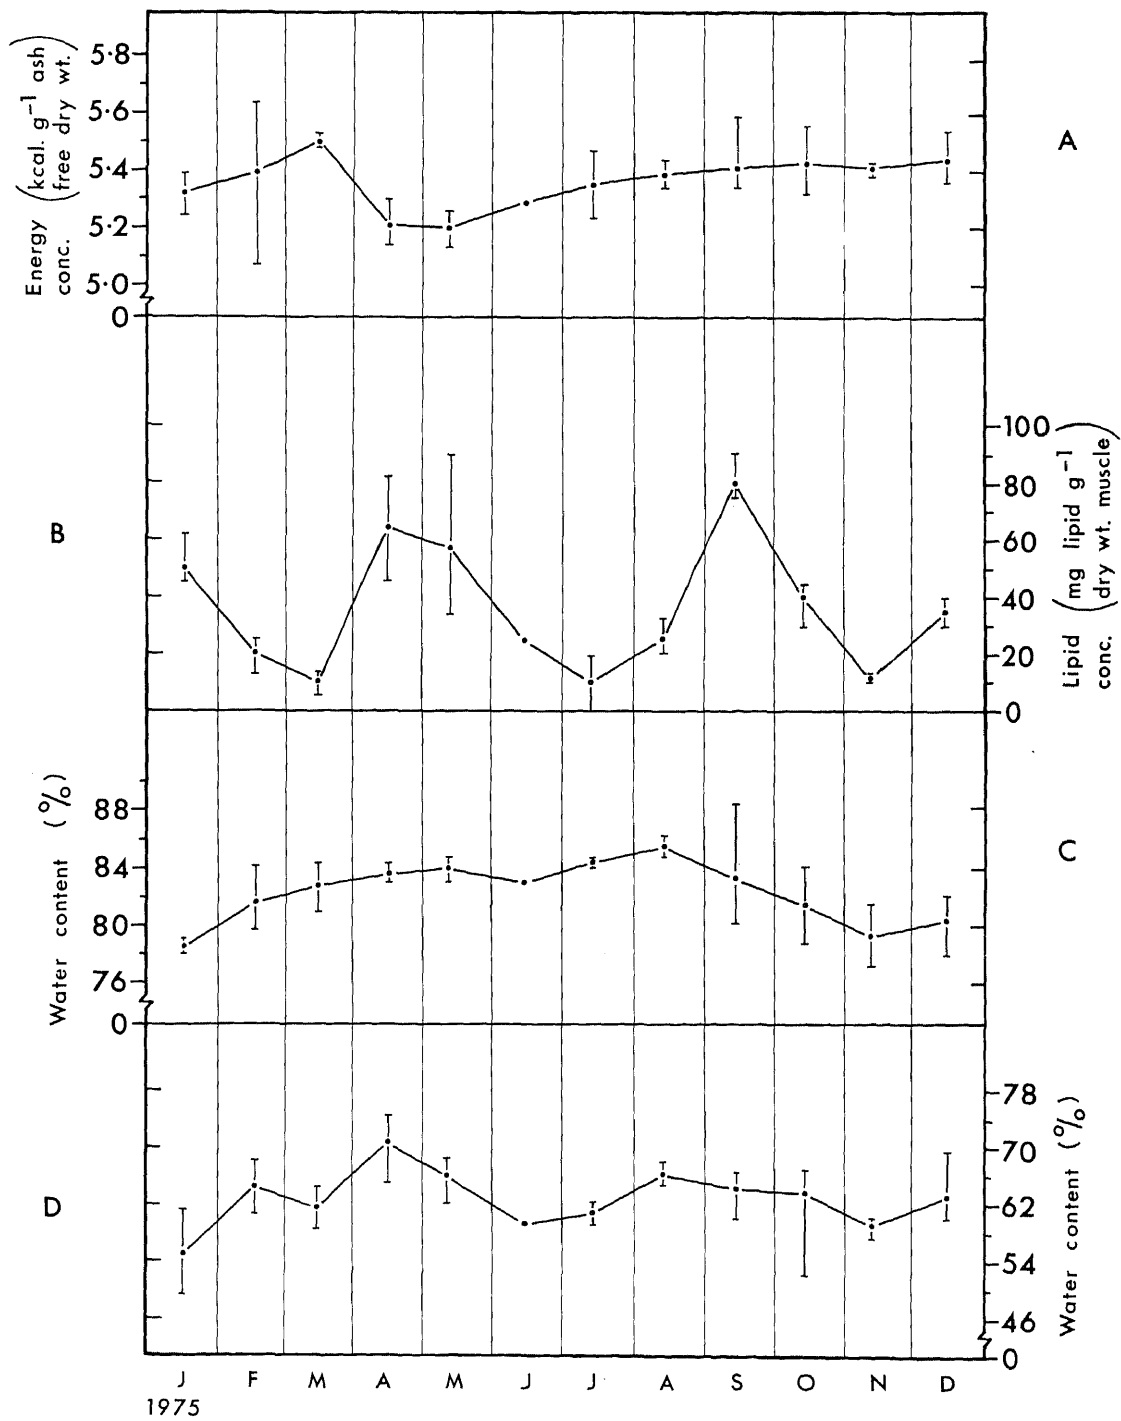 Energy (kcal. g⁻¹ ash
conc. free dry wt.)
5·8
5·6
5·4
5·2
5·0
0
A
B
100
80
60
40
20
0
Lipid (mg lipid g⁻¹
conc. dry wt. muscle)
Water content (%)
88
84
80
76
0
C
D
78
70
62
54
46
0
Water content (%)
J F M A M J J A S O N D
1975